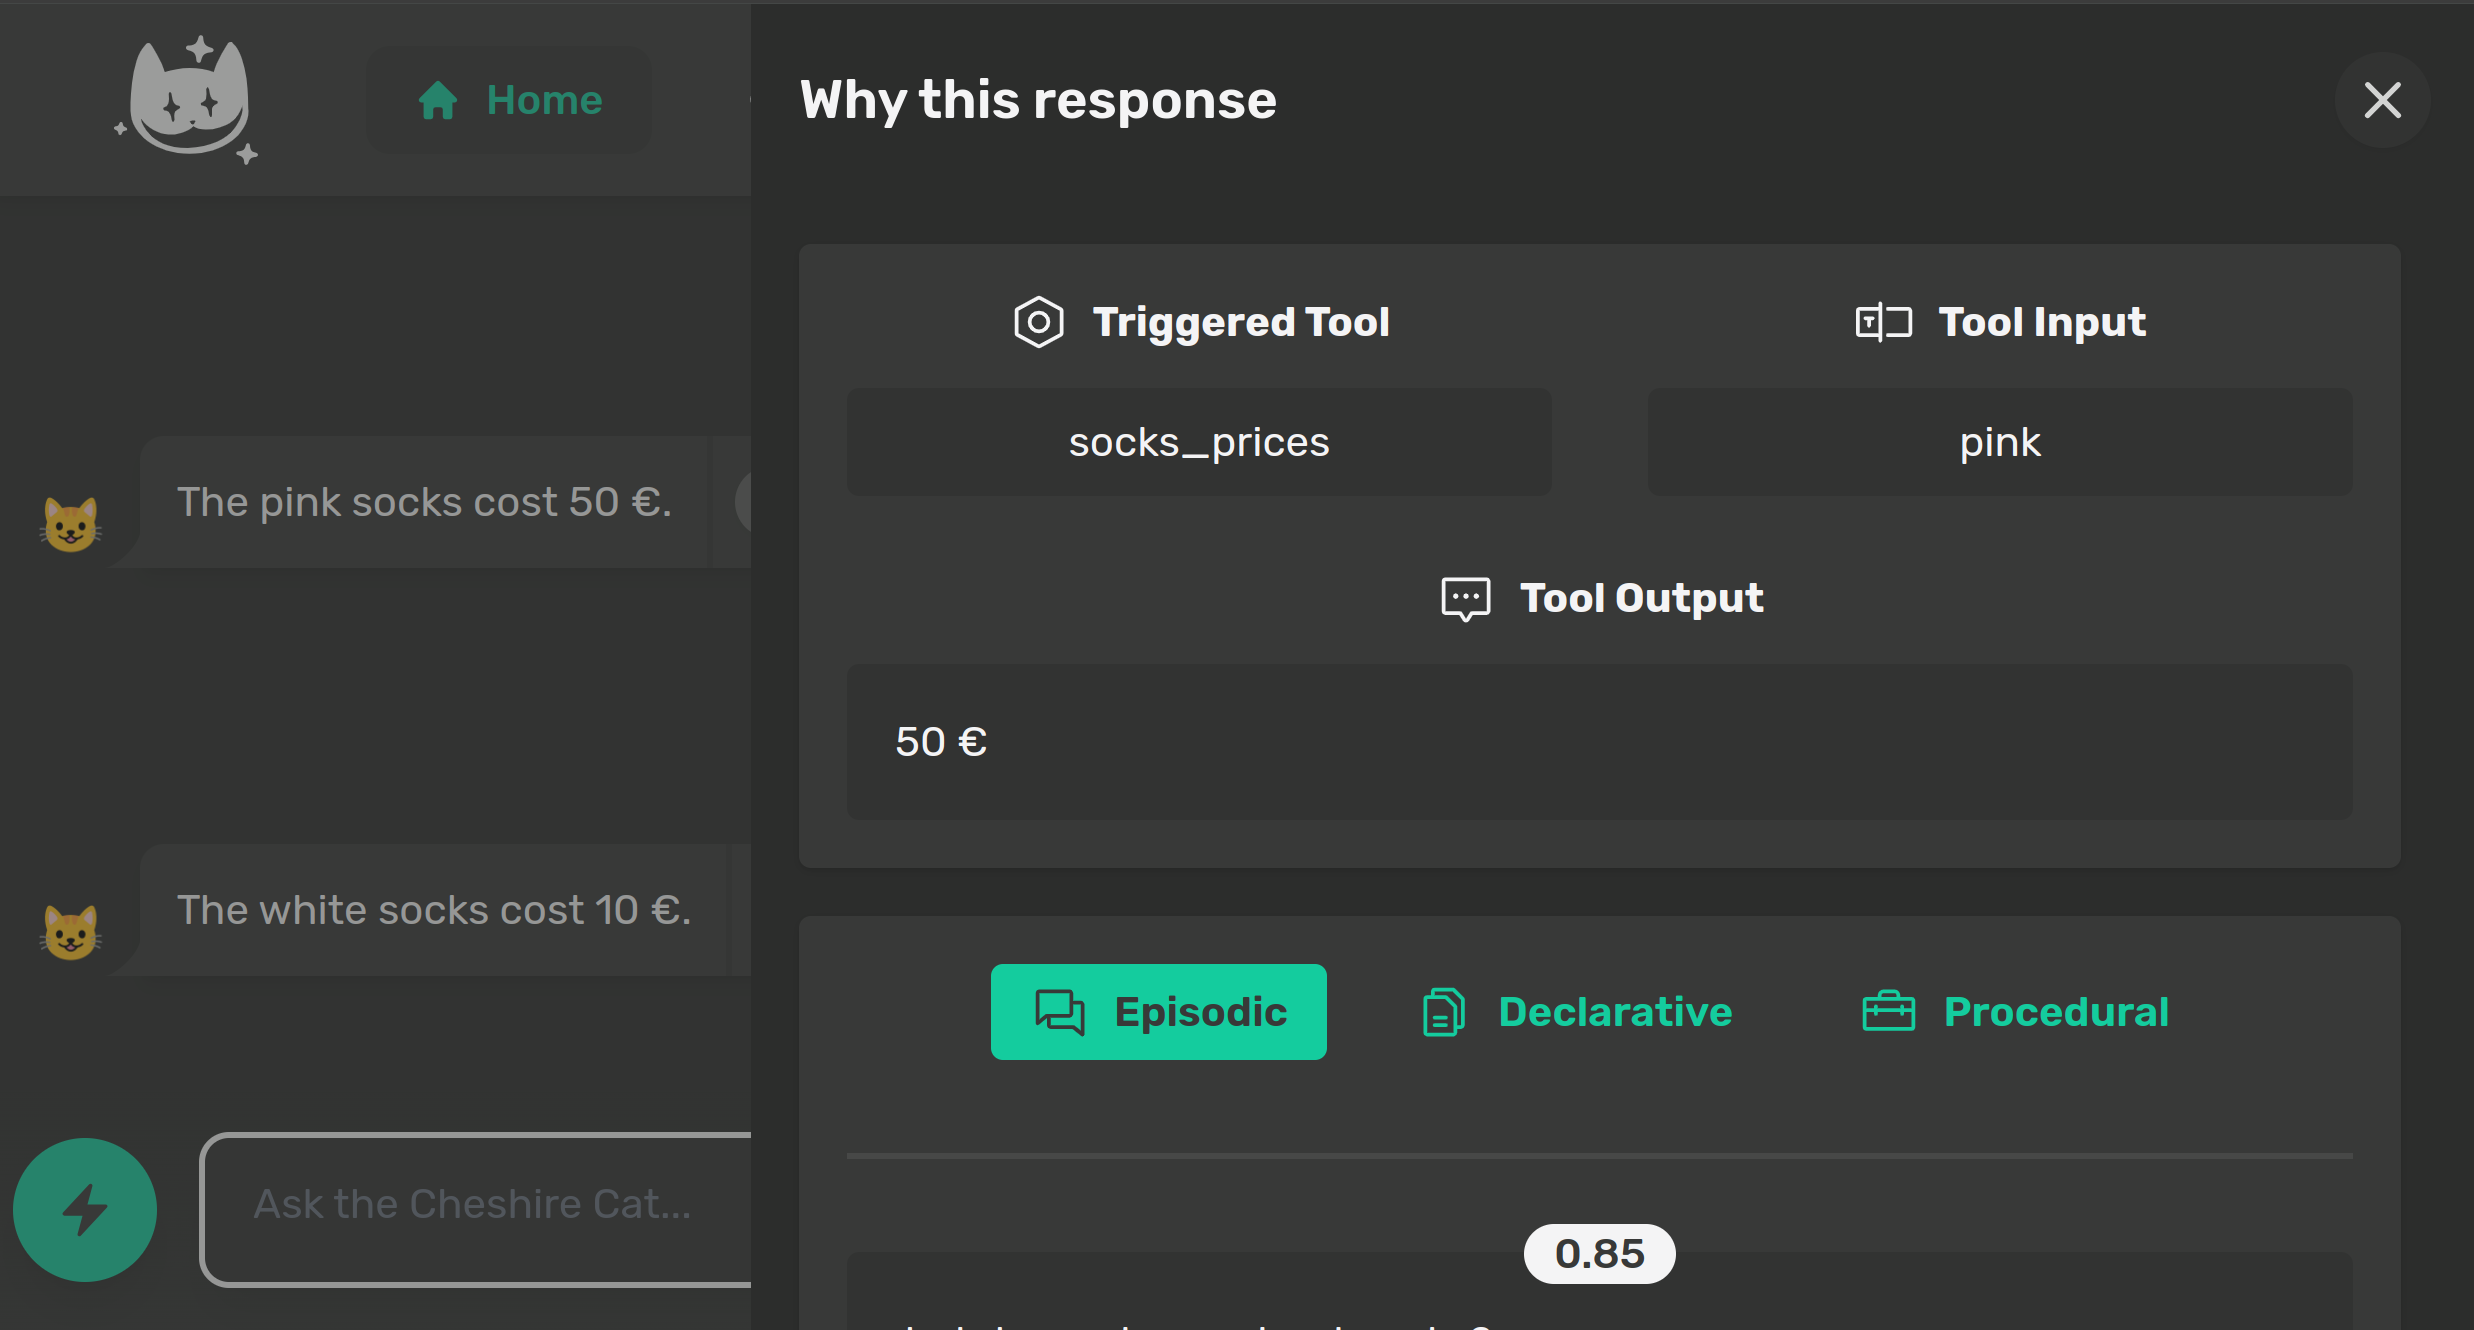 Home
The pink socks cost 50 €.
The white socks cost 10 €.
Ask the Cheshire Cat...
Why this response
Triggered Tool
Tool Input
socks_prices
pink
Tool Output
50 €
Episodic
Declarative
Procedural
0.85